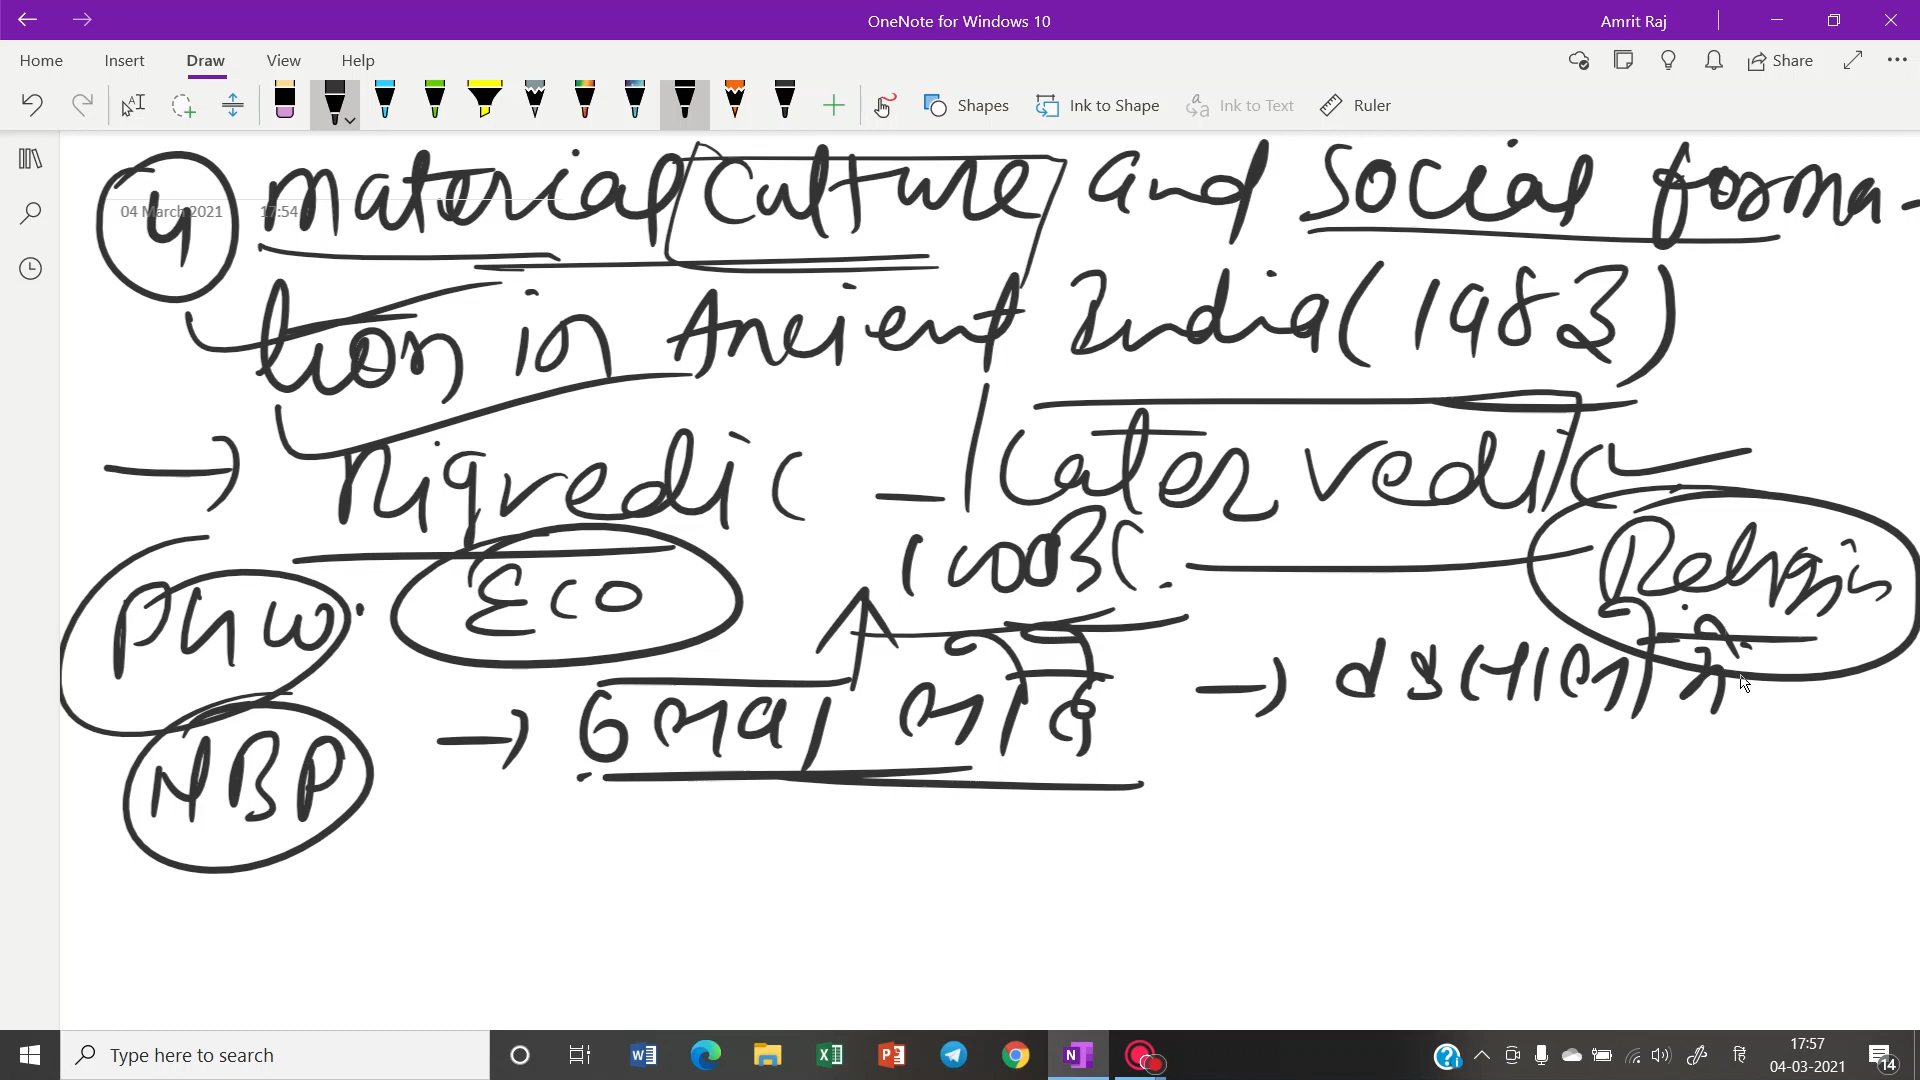 OneNote for Windows 10
Amrit Raj
Home Insert Draw View Help
Share
Shapes Ink to Shape Ink to Text Ruler
04 March 2021 17:54
4 Material Culture and Social forma-
tion in Ancient India (1983)
→ Rigvedic - Later vedic
PGW Eco 1000BC. Religion
NBP
Type here to search
हि
17:57
04-03-2021
14